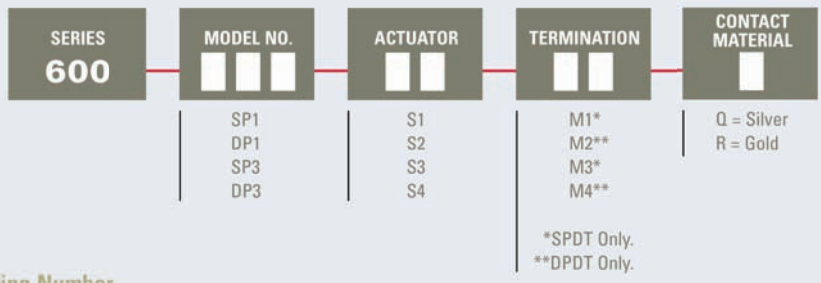 SERIES
600
MODEL NO.
ACTUATOR
TERMINATION
CONTACT
MATERIAL
SP1
DP1
SP3
DP3
S1
S2
S3
S4
M1*
M2**
M3*
M4**
*SPDT Only.
**DPDT Only.
Q = Silver
R = Gold
Number